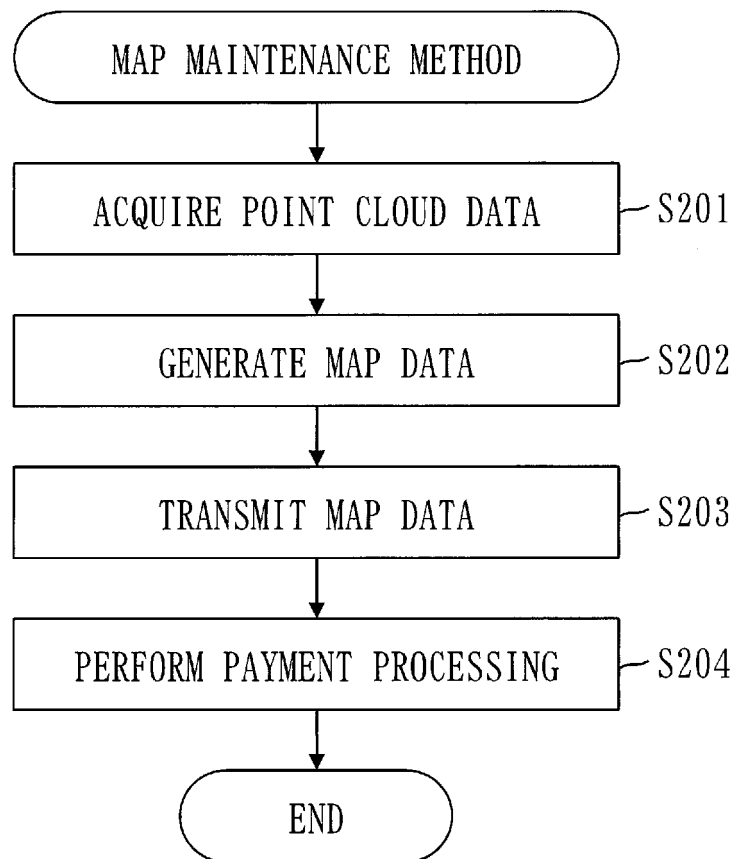 MAP MAINTENANCE METHOD
ACQUIRE POINT CLOUD DATA S201
GENERATE MAP DATA S202
TRANSMIT MAP DATA S203
PERFORM PAYMENT PROCESSING S204
END